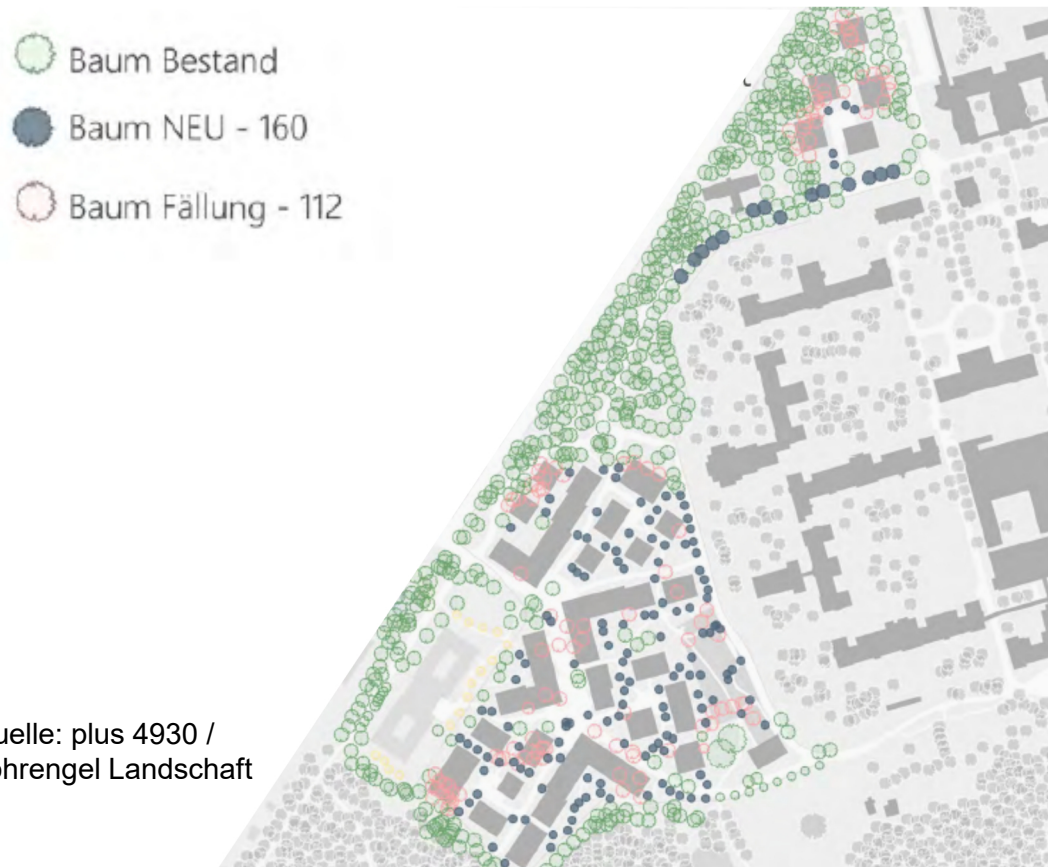 Baum Bestand
Baum NEU - 160
Baum Fällung - 112
uelle: plus 4930 /
ohrengel Landschaft